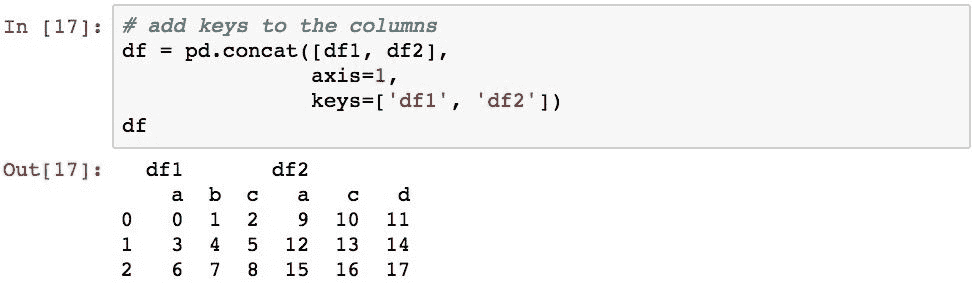 In [17]: # add keys to the columns
df = pd.concat([df1, df2],
axis=1,
keys=['df1', 'df2'])
df
Out[17]: df1 df2
a b c a c d
0 0 1 2 9 10 11
1 3 4 5 12 13 14
2 6 7 8 15 16 17